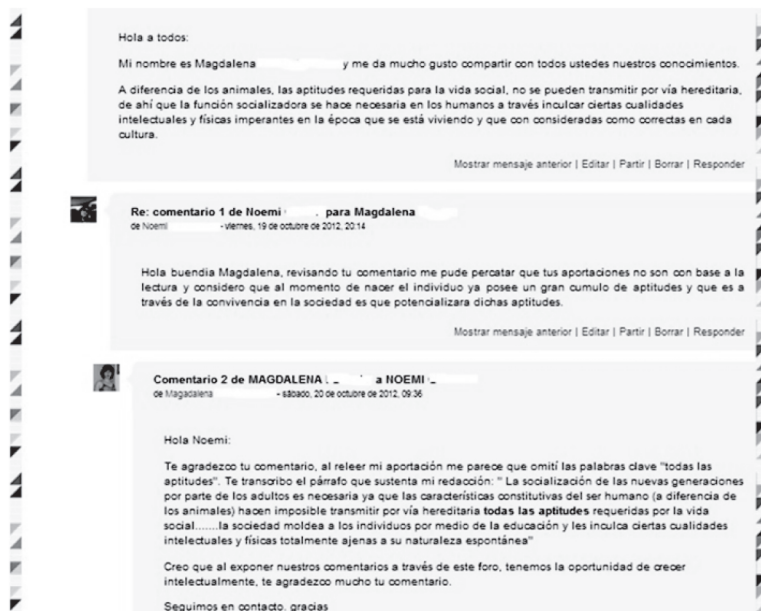 Hola a todos:
Mi nombre es Magdalena y me da mucho gusto compartir con todos ustedes nuestros conocimientos.
A diferencia de los animales, las aptitudes requeridas para la vida social, no se pueden transmitir por vía hereditaria,
de ahí que la función socializadora se hace necesaria en los humanos a través inculcar ciertas cualidades
intelectuales y físicas imperantes en la época que se está viviendo y que con consideradas como correctas en cada
cultura.
Mostrar mensaje anterior | Editar | Partir | Borrar | Responder
Re: comentario 1 de Noemi para Magdalena
de Noemi - viernes, 19 de octubre de 2012, 20:14
Hola buendia Magdalena, revisando tu comentario me pude percatar que tus aportaciones no son con base a la
lectura y considero que al momento de nacer el individuo ya posee un gran cumulo de aptitudes y que es a
través de la convivencia en la sociedad es que potencializara dichas aptitudes.
Mostrar mensaje anterior | Editar | Partir | Borrar | Responder
Comentario 2 de MAGDALENA a NOEMI
de Magadalena - sábado, 20 de octubre de 2012, 09:36
Hola Noemi:
Te agradezco tu comentario, al releer mi aportación me parece que omití las palabras clave "todas las
aptitudes". Te transcribo el párrafo que sustenta mi redacción: " La socialización de las nuevas generaciones
por parte de los adultos es necesaria ya que las características constitutivas del ser humano (a diferencia de
los animales) hacen imposible transmitir por vía hereditaria todas las aptitudes requeridas por la vida
social.......la sociedad moldea a los individuos por medio de la educación y les inculca ciertas cualidades
intelectuales y físicas totalmente ajenas a su naturaleza espontánea"
Creo que al exponer nuestros comentarios a través de este foro, tenemos la oportunidad de crecer
intelectualmente, te agradezco mucho tu comentario.
Seguimos en contacto, gracias